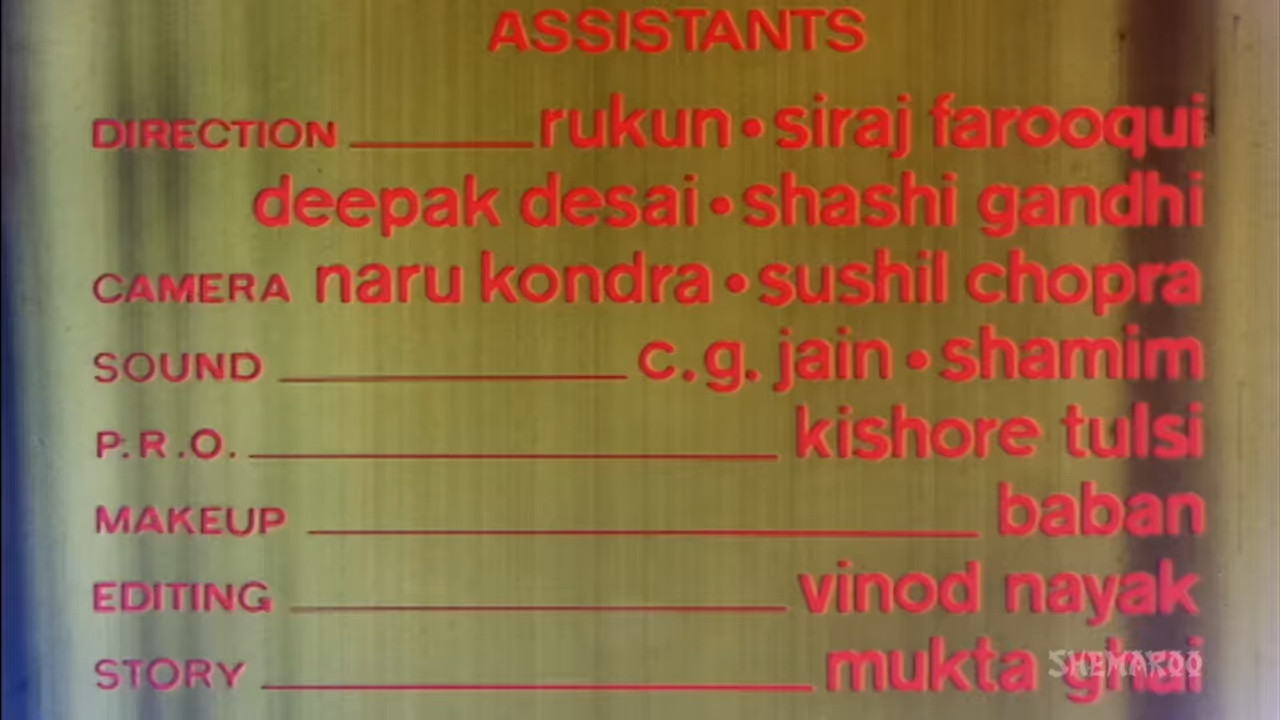 ASSISTANTS
DIRECTION rukun • siraj farooqui
deepak desai • shashi gandhi
CAMERA naru kondra • sushil chopra
SOUND c.g. jain • shamim
P.R.O. kishore tulsi
MAKEUP baban
EDITING vinod nayak
STORY mukta ghai
SHEMAROO